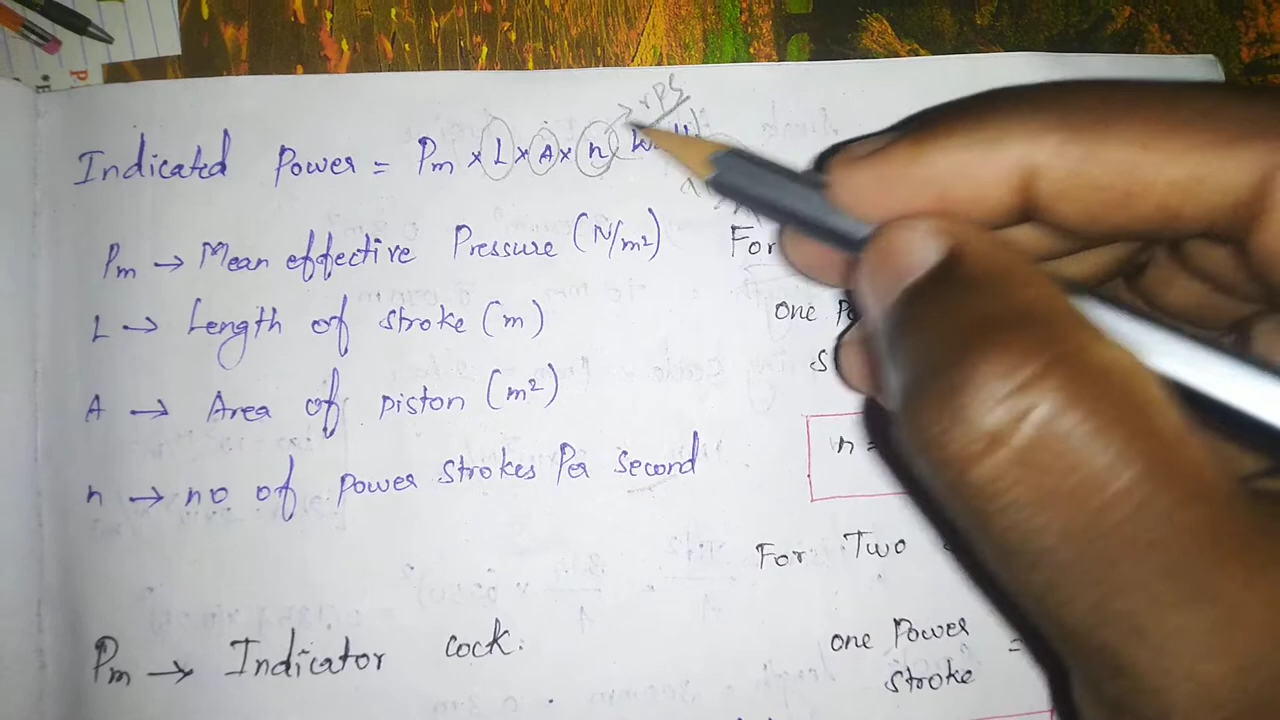 rps
Indicated Power = Pm × L × A × n
Pm → Mean effective Pressure (N/m²)
For
L → Length of stroke (m)
one
A → Area of piston (m²)
n → no of power strokes Per second
n =
For Two
Pm → Indicator cock.
one Power
stroke =